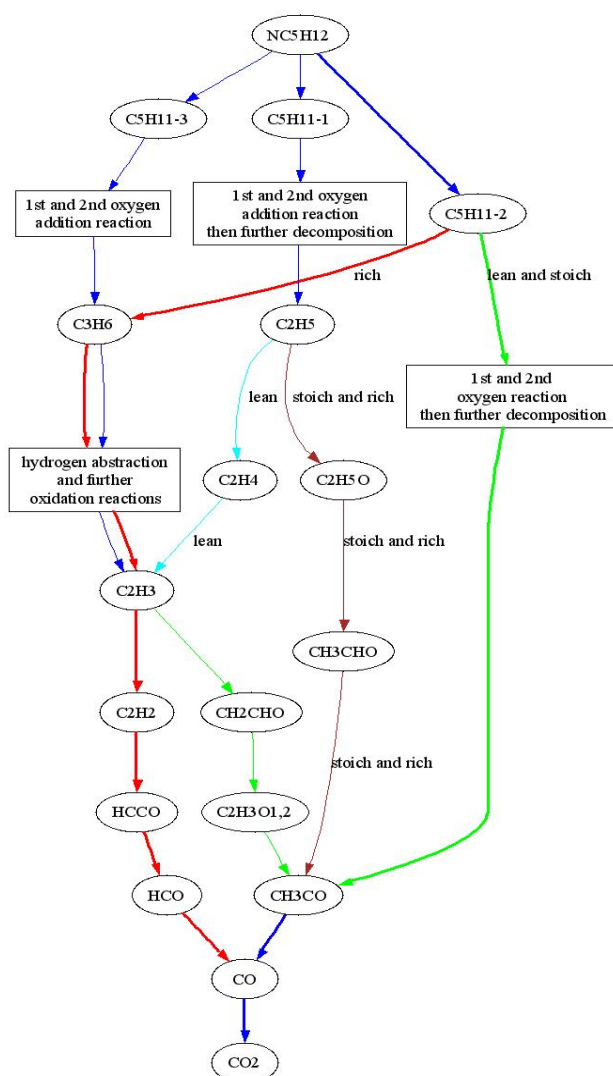 NC5H12
C5H11-3
C5H11-1
1st and 2nd oxygen
addition reaction
1st and 2nd oxygen
addition reaction
then further decomposition
C5H11-2
rich
lean and stoich
C3H6
C2H5
1st and 2nd
oxygen reaction
then further decomposition
lean
stoich and rich
hydrogen abstraction
and further
oxidation reactions
C2H4
C2H5O
lean
stoich and rich
C2H3
CH3CHO
C2H2
CH2CHO
stoich and rich
HCCO
C2H3O1,2
HCO
CH3CO
CO
CO2